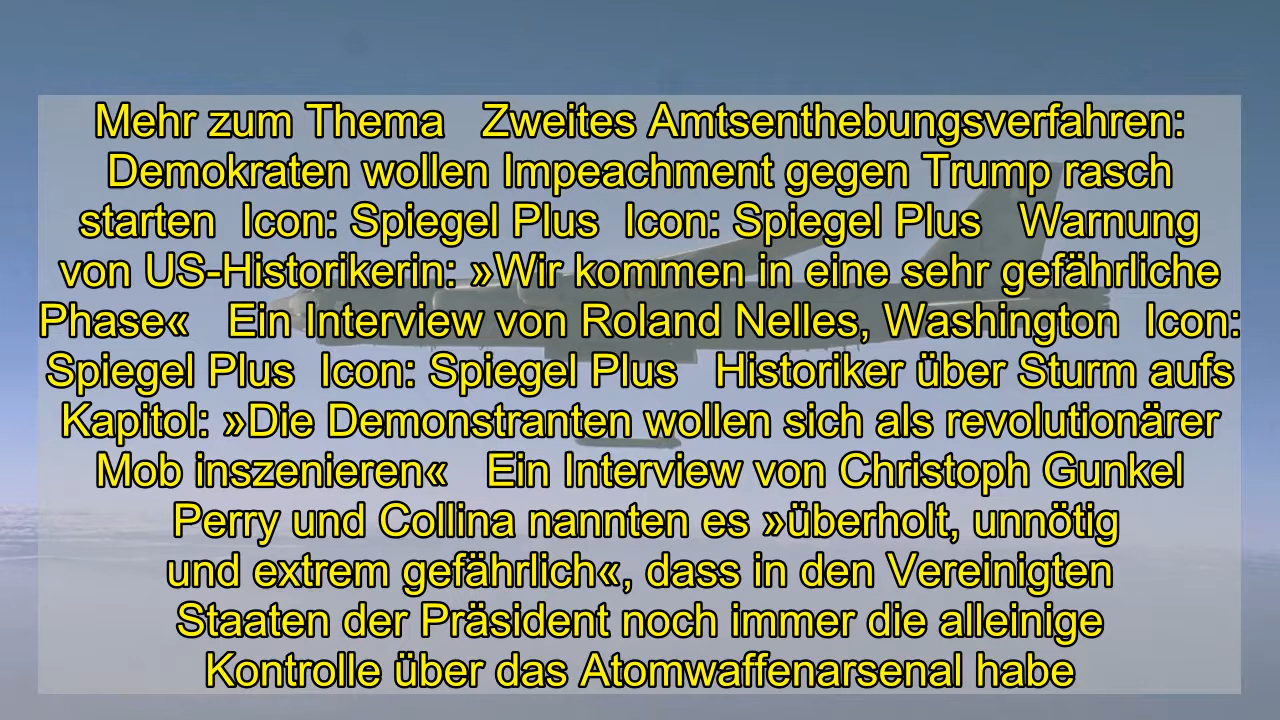 Mehr zum Thema   Zweites Amtsenthebungsverfahren:
Demokraten wollen Impeachment gegen Trump rasch
starten  Icon: Spiegel Plus  Icon: Spiegel Plus   Warnung
von US-Historikerin: »Wir kommen in eine sehr gefährliche
Phase«   Ein Interview von Roland Nelles, Washington  Icon:
Spiegel Plus  Icon: Spiegel Plus   Historiker über Sturm aufs
Kapitol: »Die Demonstranten wollen sich als revolutionärer
Mob inszenieren«   Ein Interview von Christoph Gunkel
Perry und Collina nannten es »überholt, unnötig
und extrem gefährlich«, dass in den Vereinigten
Staaten der Präsident noch immer die alleinige
Kontrolle über das Atomwaffenarsenal habe